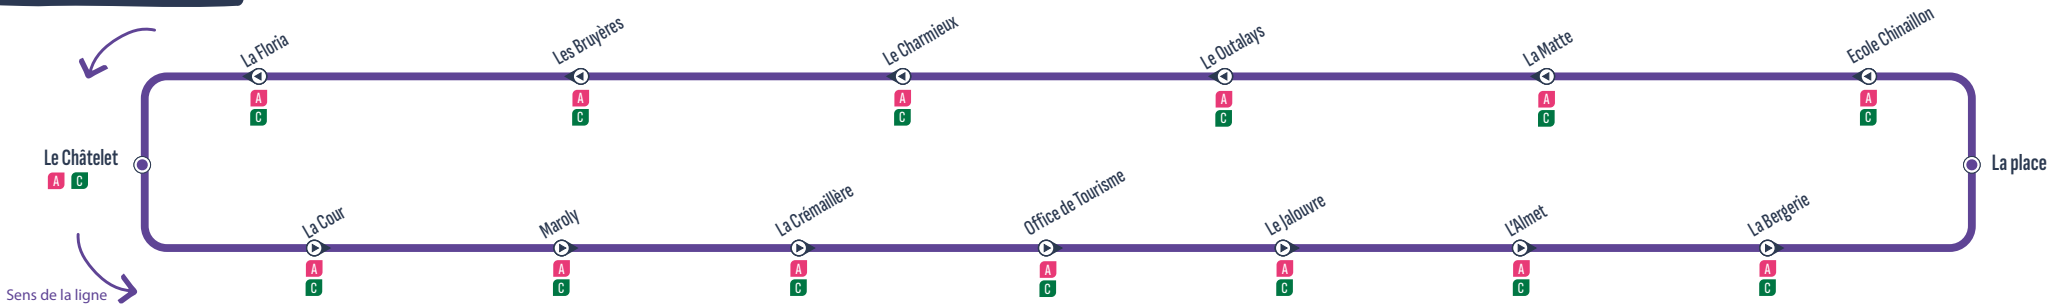 La Floria
Les Bruyères
Le Charmieux
Le Outalays
La Matte
Ecole Chinaillon
A
A
A
A
A
A
C
C
C
C
C
C
Le Châtelet
A C
La place
La Cour
Maroly
La Crémaillère
Office de Tourisme
Le Jalouvre
L'Almet
La Bergerie
A
A
A
A
A
A
A
C
C
C
C
C
C
C
Sens de la ligne